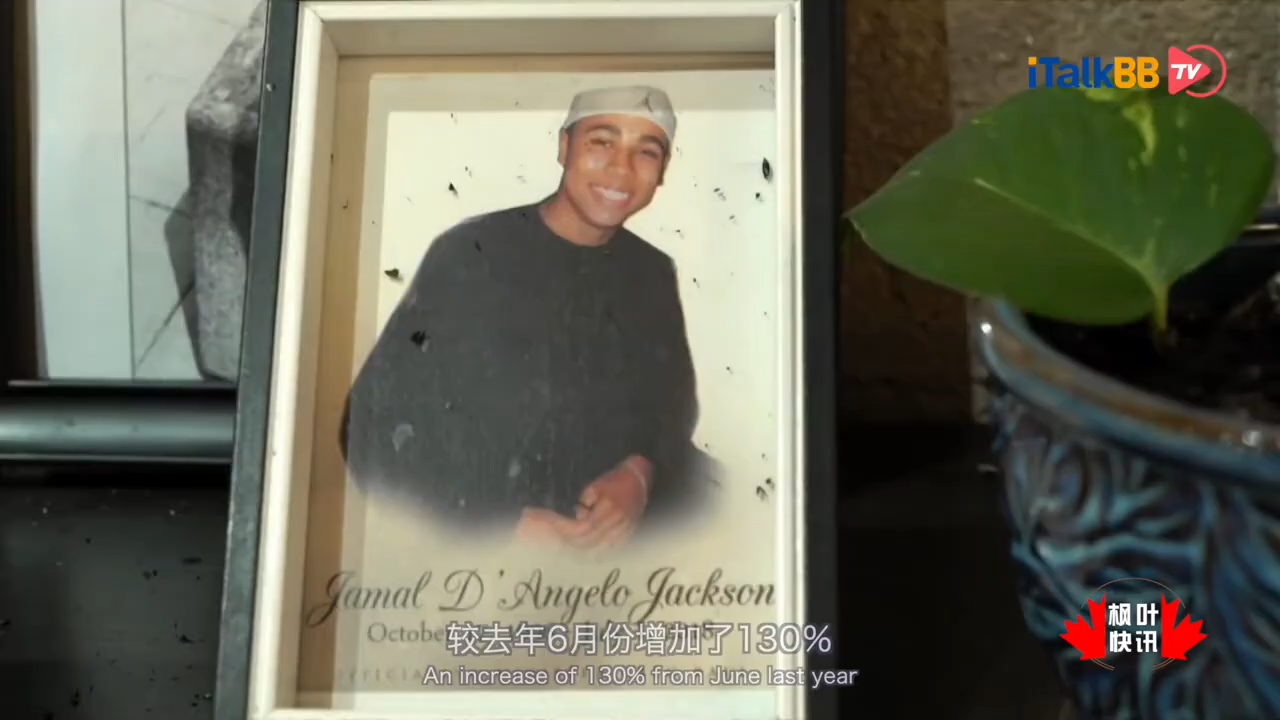 iTalkBB TV
Jamal D'Angelo Jackson
October
较去年6月份增加了130%
An increase of 130% from June last year
枫叶
快讯